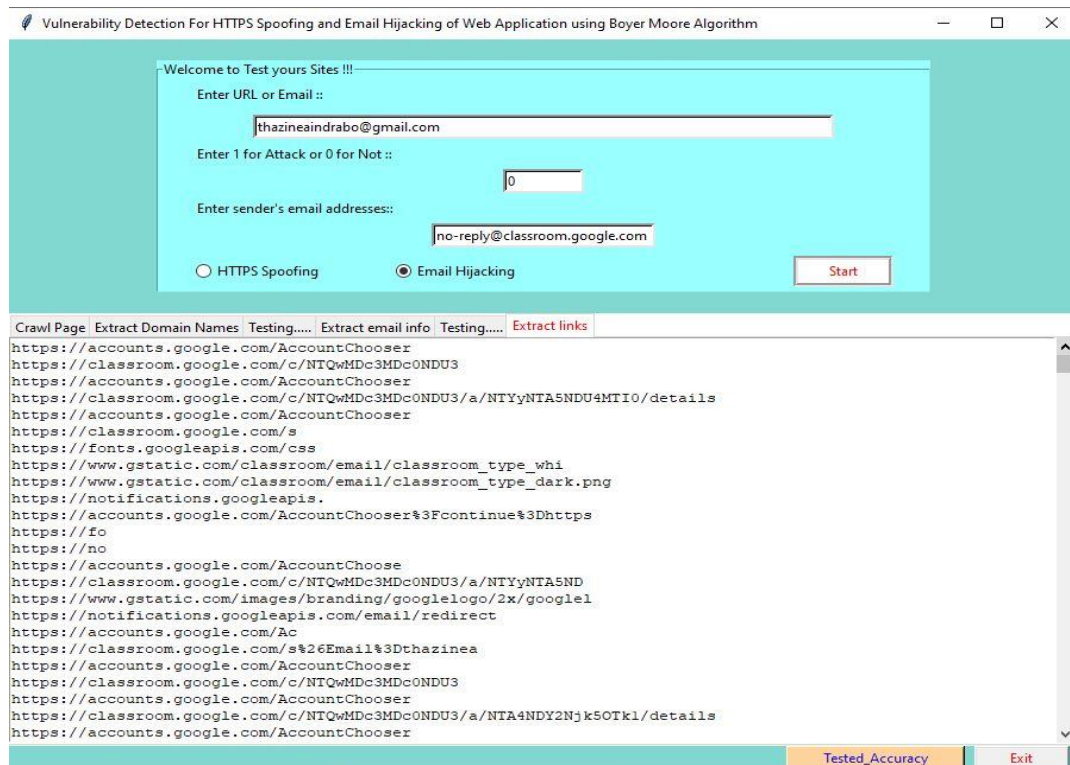 Vulnerability Detection For HTTPS Spoofing and Email Hijacking of Web Application using Boyer Moore Algorithm
Welcome to Test yours Sites !!!
Enter URL or Email ::
thazineaindrabo@gmail.com
Enter 1 for Attack or 0 for Not ::
0
Enter sender's email addresses::
no-reply@classroom.google.com
HTTPS Spoofing Email Hijacking Start
Crawl Page Extract Domain Names Testing..... Extract email info Testing..... Extract links
https://accounts.google.com/AccountChooser
https://classroom.google.com/c/NTQwMDc3MDc0NDU3
https://accounts.google.com/AccountChooser
https://classroom.google.com/c/NTQwMDc3MDc0NDU3/a/NTYyNTA5NDU4MTI0/details
https://accounts.google.com/AccountChooser
https://classroom.google.com/s
https://fonts.googleapis.com/css
https://www.gstatic.com/classroom/email/classroom_type_whi
https://www.gstatic.com/classroom/email/classroom_type_dark.png
https://notifications.googleapis.
https://accounts.google.com/AccountChooser%3Fcontinue%3Dhttps
https://fo
https://no
https://accounts.google.com/AccountChoose
https://classroom.google.com/c/NTQwMDc3MDc0NDU3/a/NTYyNTA5ND
https://www.gstatic.com/images/branding/googlelogo/2x/googlel
https://notifications.googleapis.com/email/redirect
https://accounts.google.com/Ac
https://classroom.google.com/s%26Email%3Dthazinea
https://accounts.google.com/AccountChooser
https://classroom.google.com/c/NTQwMDc3MDc0NDU3
https://accounts.google.com/AccountChooser
https://classroom.google.com/c/NTQwMDc3MDc0NDU3/a/NTA4NDY2Njk5OTk1/details
https://accounts.google.com/AccountChooser
Tested_Accuracy Exit